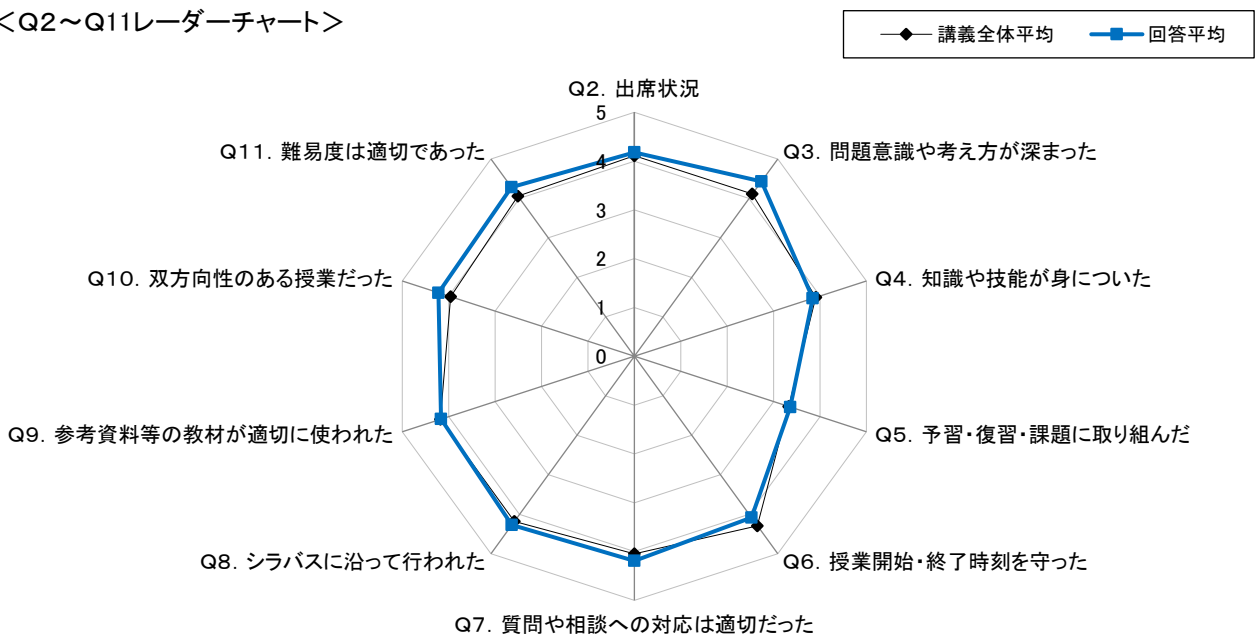 ＜Q2～Q11レーダーチャート＞
講義全体平均
回答平均
Q2．出席状況
Q3．問題意識や考え方が深まった
Q4．知識や技能が身についた
Q5．予習・復習・課題に取り組んだ
Q6．授業開始・終了時刻を守った
Q7．質問や相談への対応は適切だった
Q8．シラバスに沿って行われた
Q9．参考資料等の教材が適切に使われた
Q10．双方向性のある授業だった
Q11．難易度は適切であった
5
4
3
2
1
0